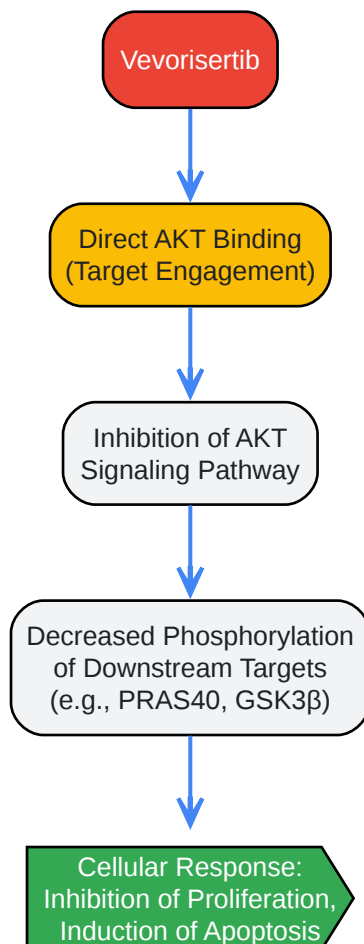 Vevorisertib
Direct AKT Binding
(Target Engagement)
Inhibition of AKT
Signaling Pathway
Decreased Phosphorylation
of Downstream Targets
(e.g., PRAS40, GSK3β)
Cellular Response:
Inhibition of Proliferation,
Induction of Apoptosis